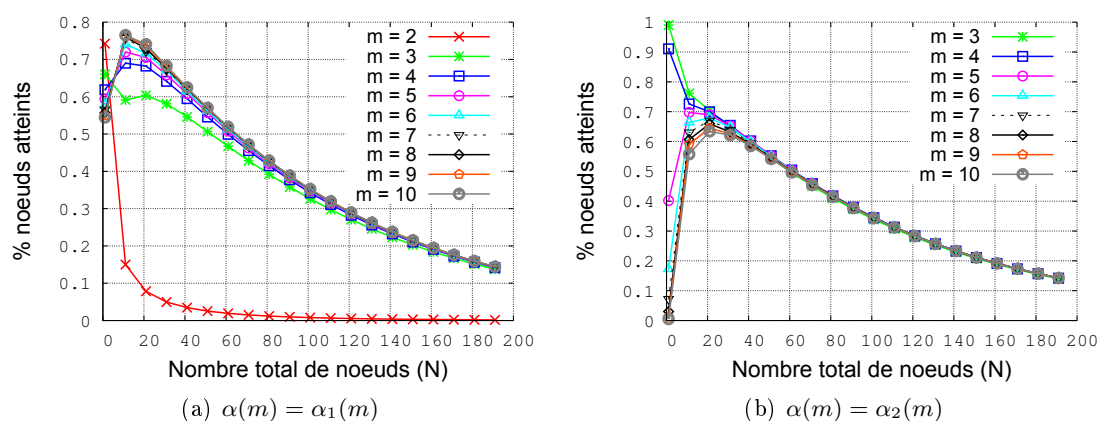 % noeuds atteints
0.8
0.7
0.6
0.5
0.4
0.3
0.2
0.1
0
m = 2
m = 3
m = 4
m = 5
m = 6
m = 7
m = 8
m = 9
m = 10
0 20 40 60 80 100 120 140 160 180 200
Nombre total de noeuds (N)
(a) α(m) = α₁(m)
% noeuds atteints
1
0.9
0.8
0.7
0.6
0.5
0.4
0.3
0.2
0.1
0
m = 3
m = 4
m = 5
m = 6
m = 7
m = 8
m = 9
m = 10
0 20 40 60 80 100 120 140 160 180 200
Nombre total de noeuds (N)
(b) α(m) = α₂(m)